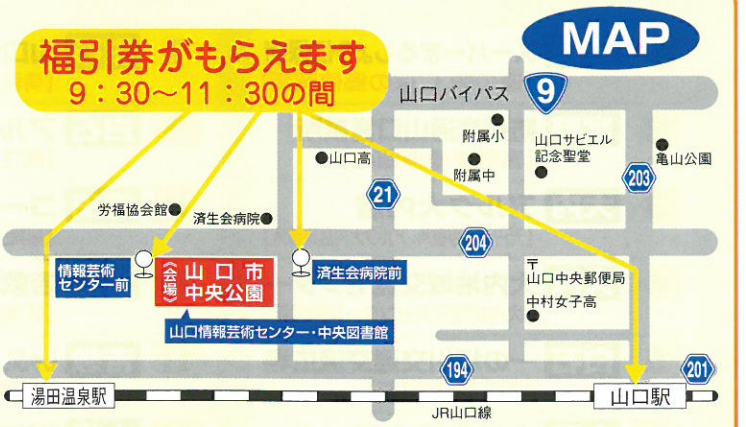 福引券がもらえます
9：30～11：30の間
MAP
山口バイパス
9
附属小
附属中
山口サビエル
記念聖堂
亀山公園
山口高
21
203
204
労福協会館
済生会病院
情報芸術
センター前
《会場》
山口市
中央公園
済生会病院前
山口情報芸術センター・中央図書館
〒
山口中央郵便局
中村女子高
194
201
湯田温泉駅
山口駅
JR山口線